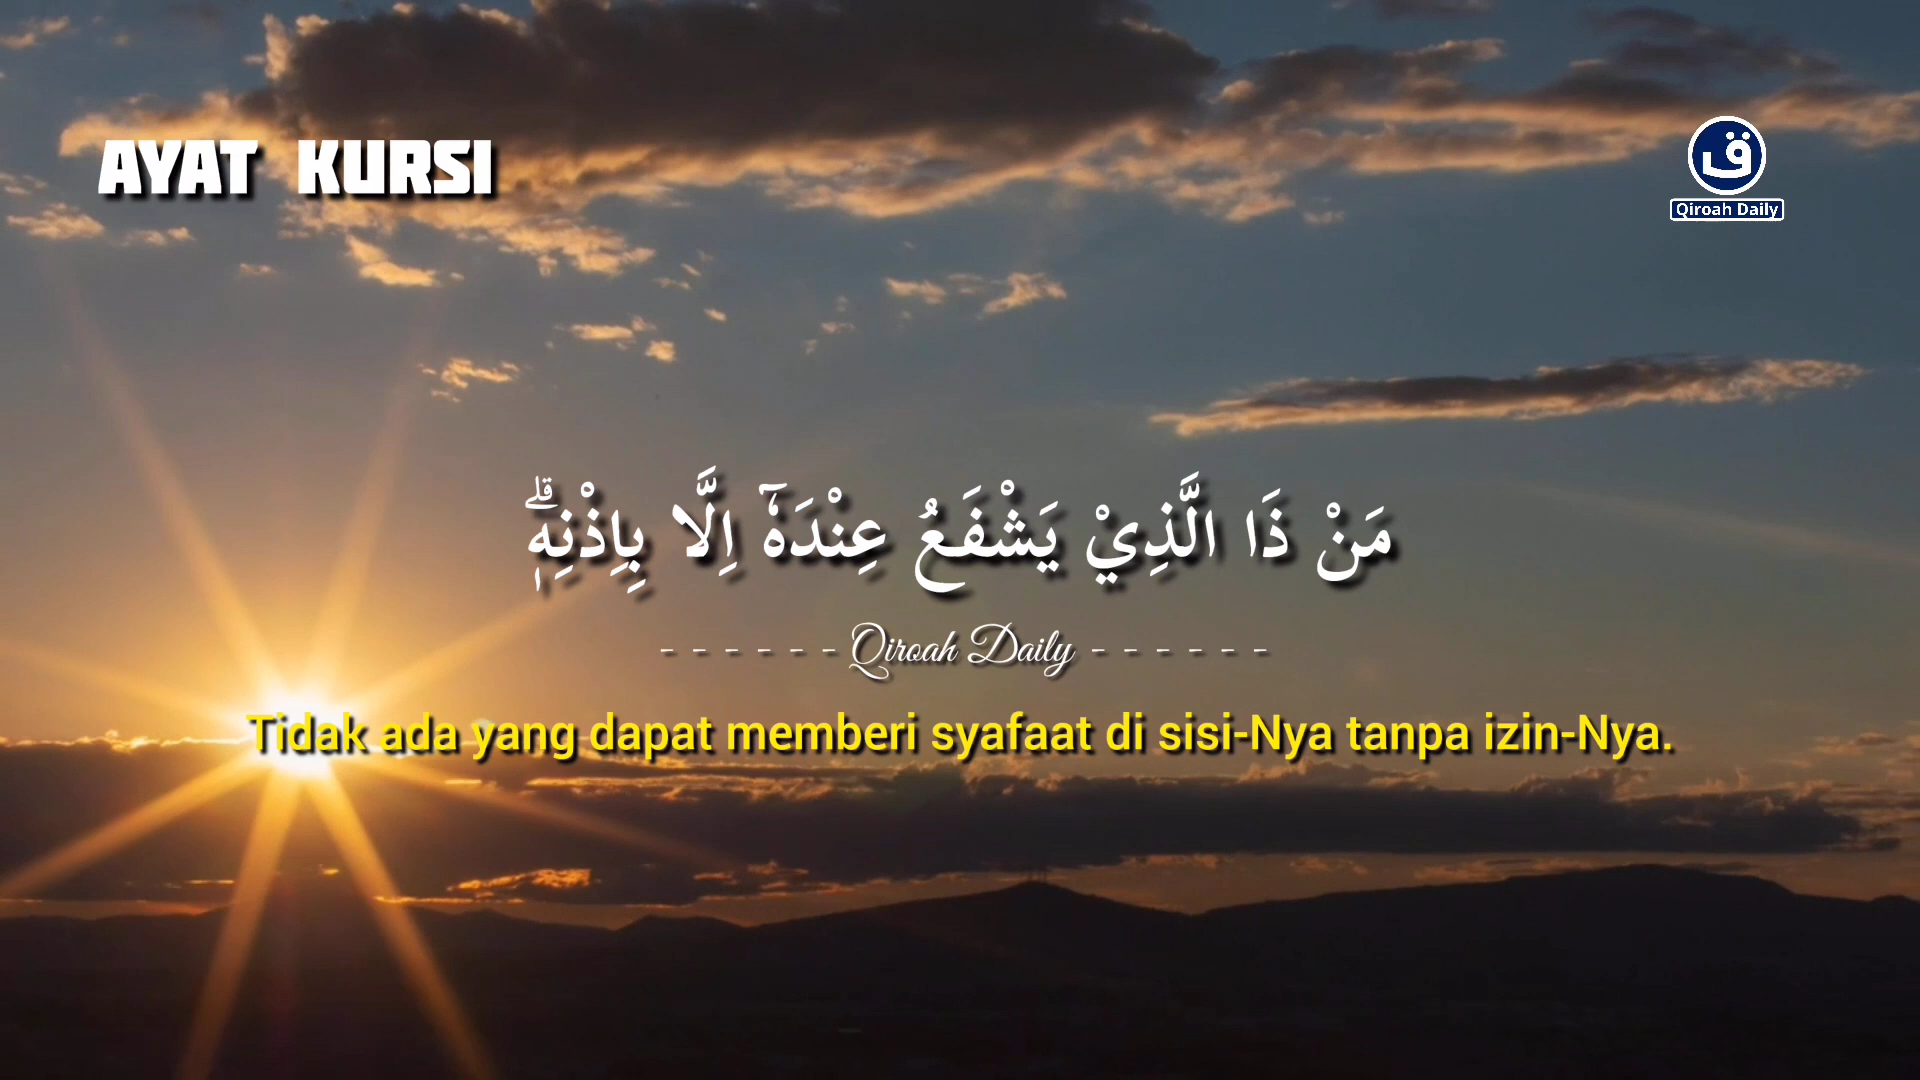 AYAT KURSI
ق
Qiroah Daily
مَنْ ذَا الَّذِيْ يَشْفَعُ عِنْدَهٗٓ اِلَّا بِاِذْنِهٖۗ
- - - - - - Qiroah Daily - - - - - -
Tidak ada yang dapat memberi syafaat di sisi-Nya tanpa izin-Nya.